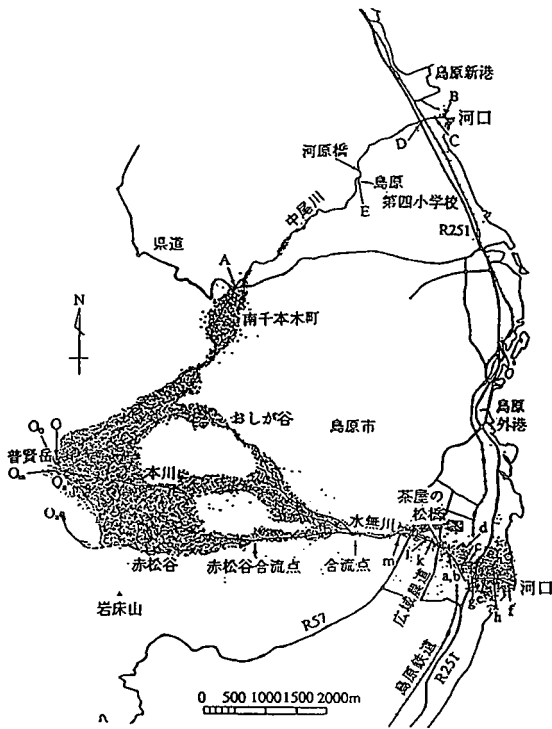 島原新港
B
河口
D
C
河原橋
島原
第四小学校
E
中尾川
R251
県道
A
南千本木町
N
おしが谷
島原市
島原
外港
普賢岳
本川
茶屋の
松橋
水無川
d
赤松谷
赤松谷合流点
合流点
m
k
a,b
g
f
h
河口
岩床山
R57
広域農道
島原鉄道
R251
0 500 1000 1500 2000m